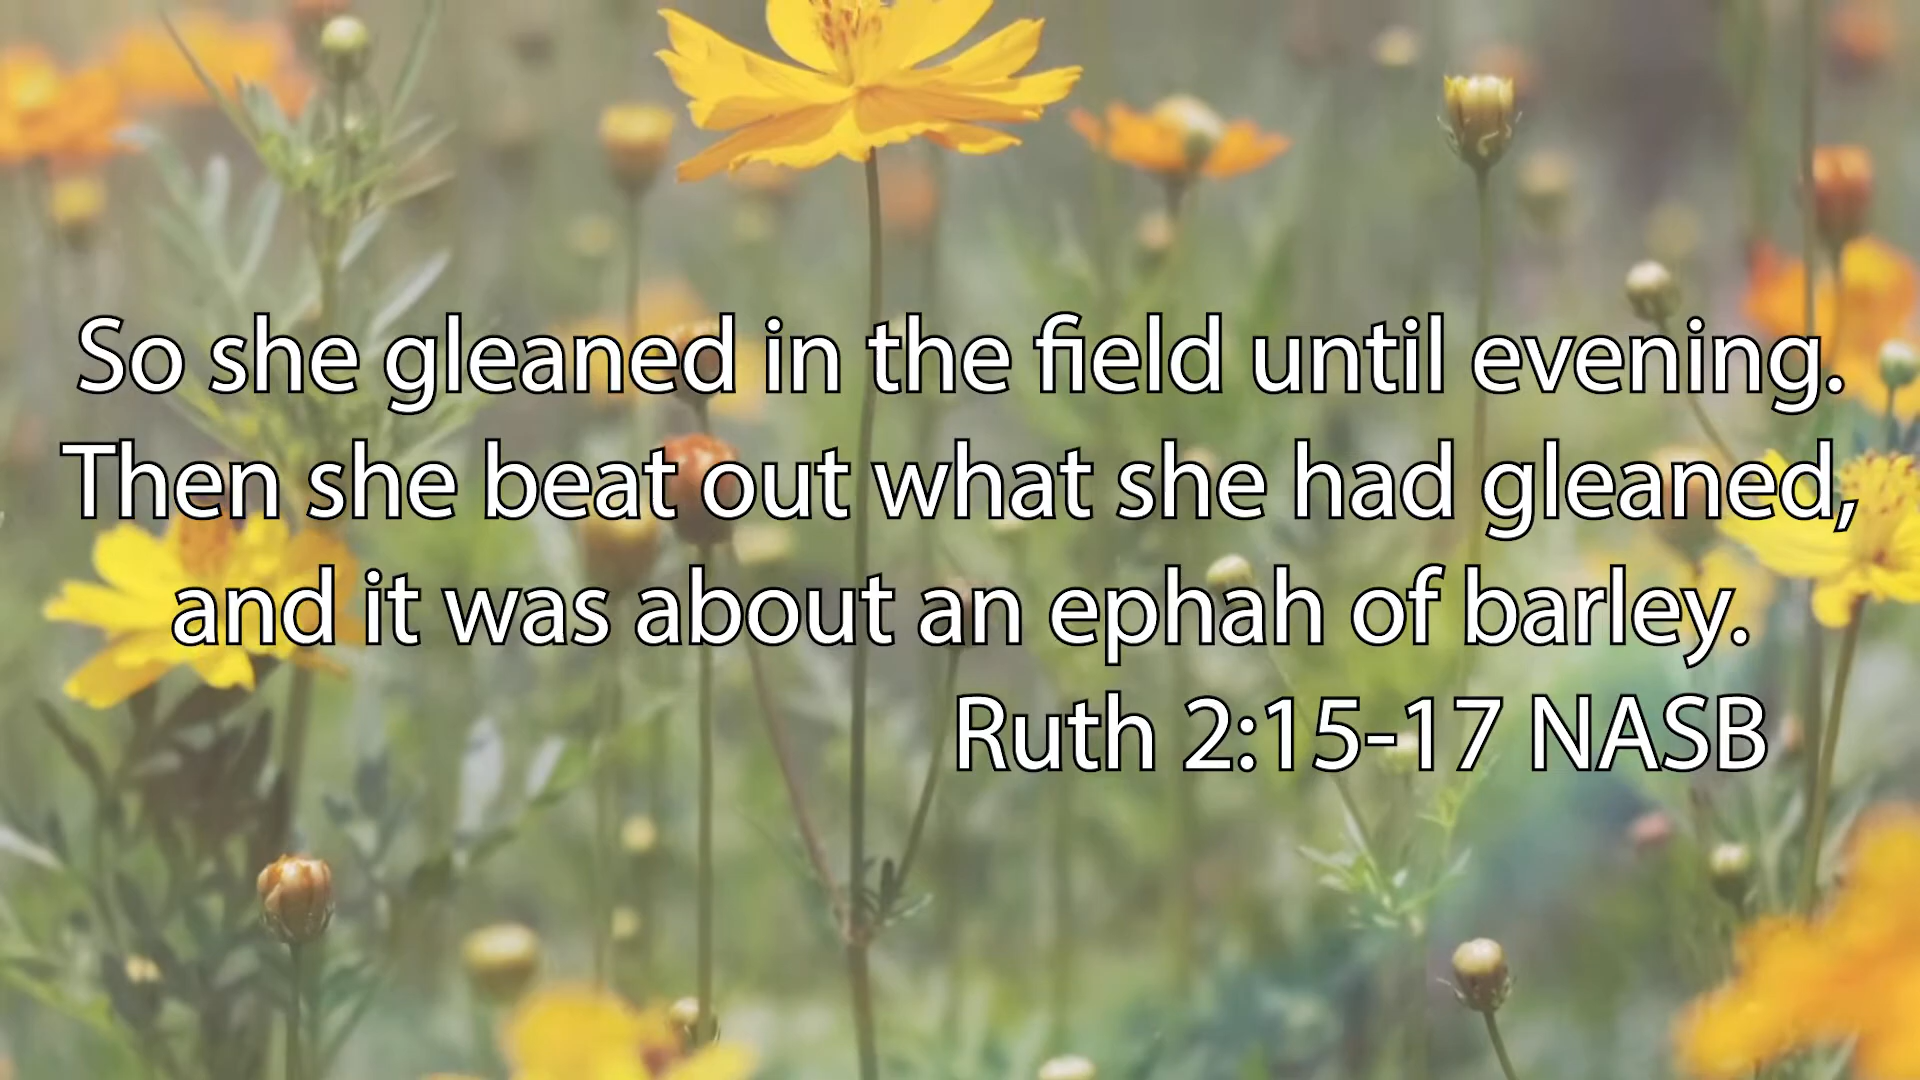 So she gleaned in the field until evening.
Then she beat out what she had gleaned,
and it was about an ephah of barley.
Ruth 2:15-17 NASB